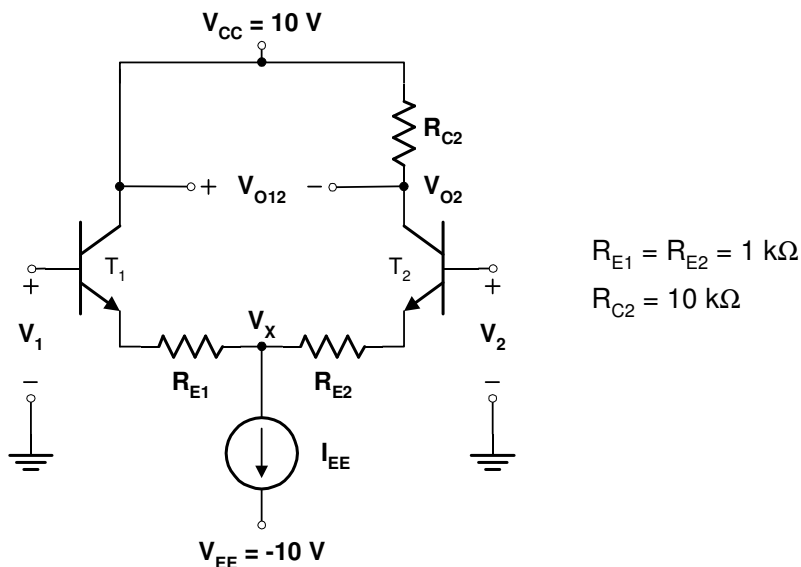 V_CC = 10 V
R_C2
+ V_O12 − V_O2
T_1 T_2
R_E1 = R_E2 = 1 kΩ
R_C2 = 10 kΩ
+ +
V_1 V_X V_2
R_E1 R_E2
− −
I_EE
V_EE = -10 V